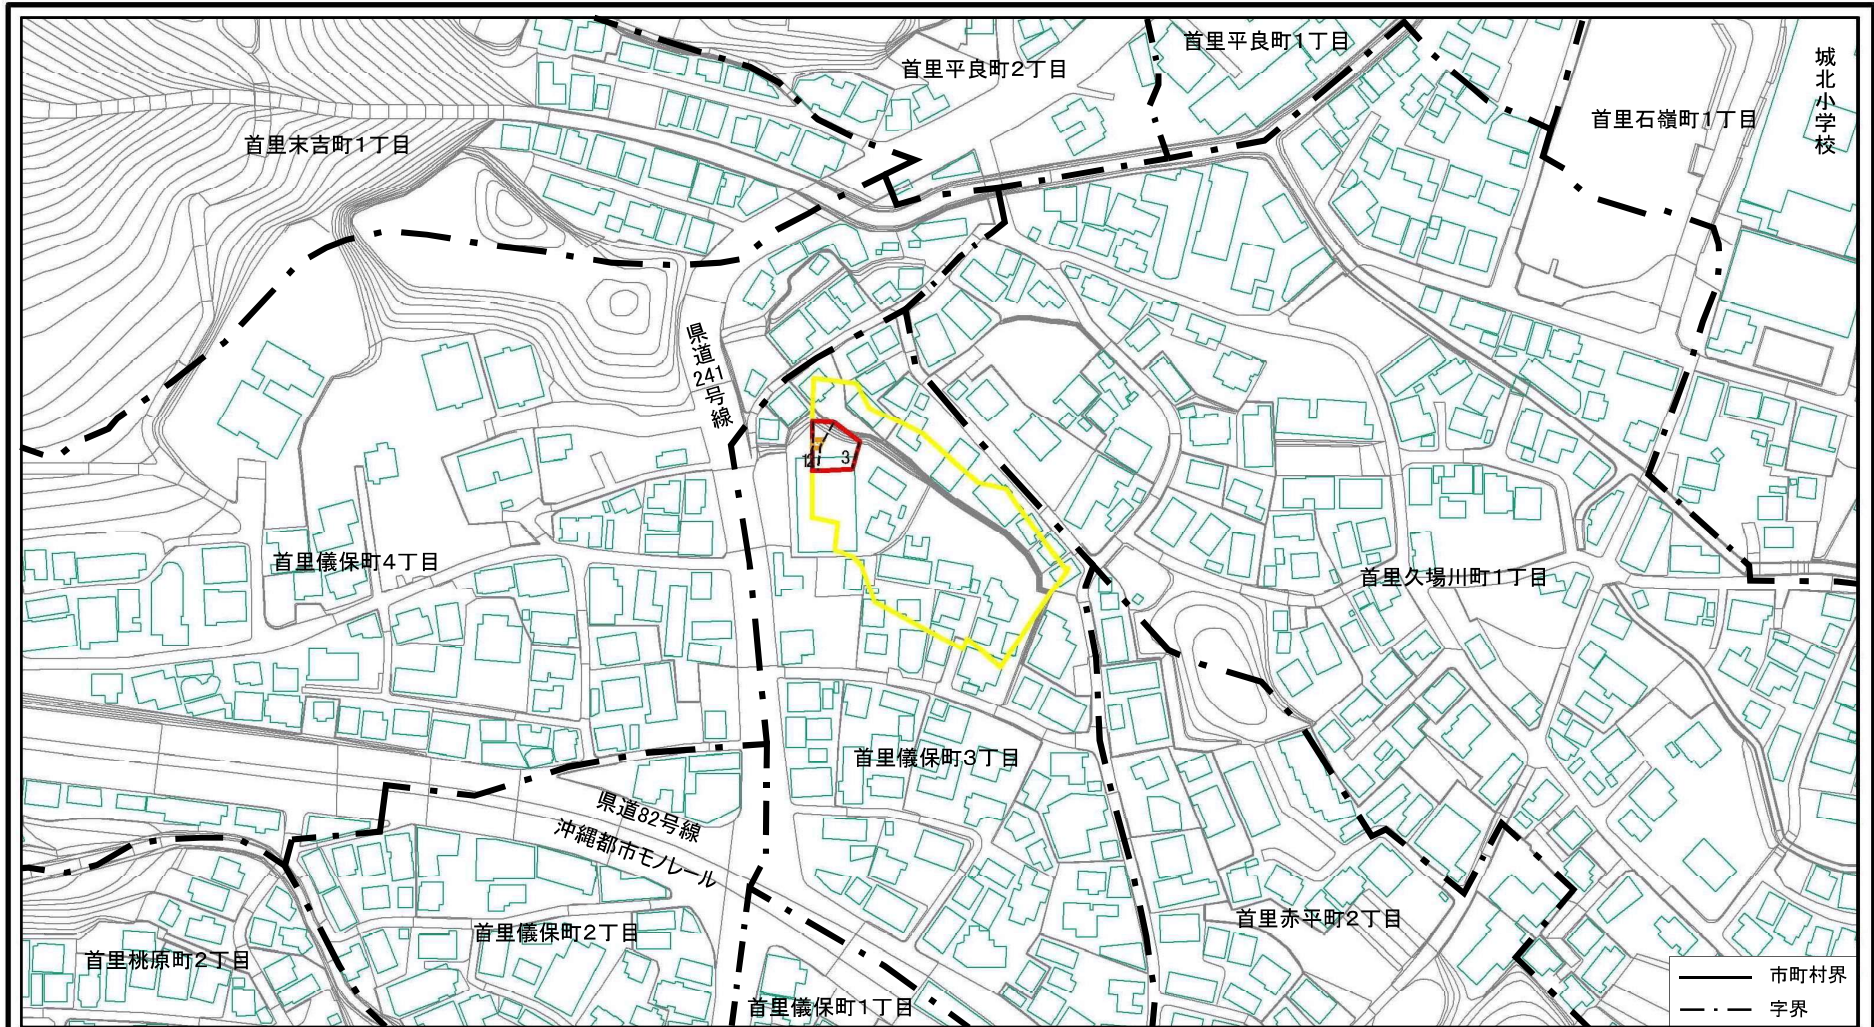 首里平良町1丁目
首里平良町2丁目
城北小学校
首里石嶺町1丁目
首里末吉町1丁目
県道241号線
3
首里儀保町4丁目
首里久場川町1丁目
首里儀保町3丁目
県道82号線
沖縄都市モノレール
首里赤平町2丁目
首里儀保町2丁目
首里桃原町2丁目
首里儀保町1丁目
市町村界
字界